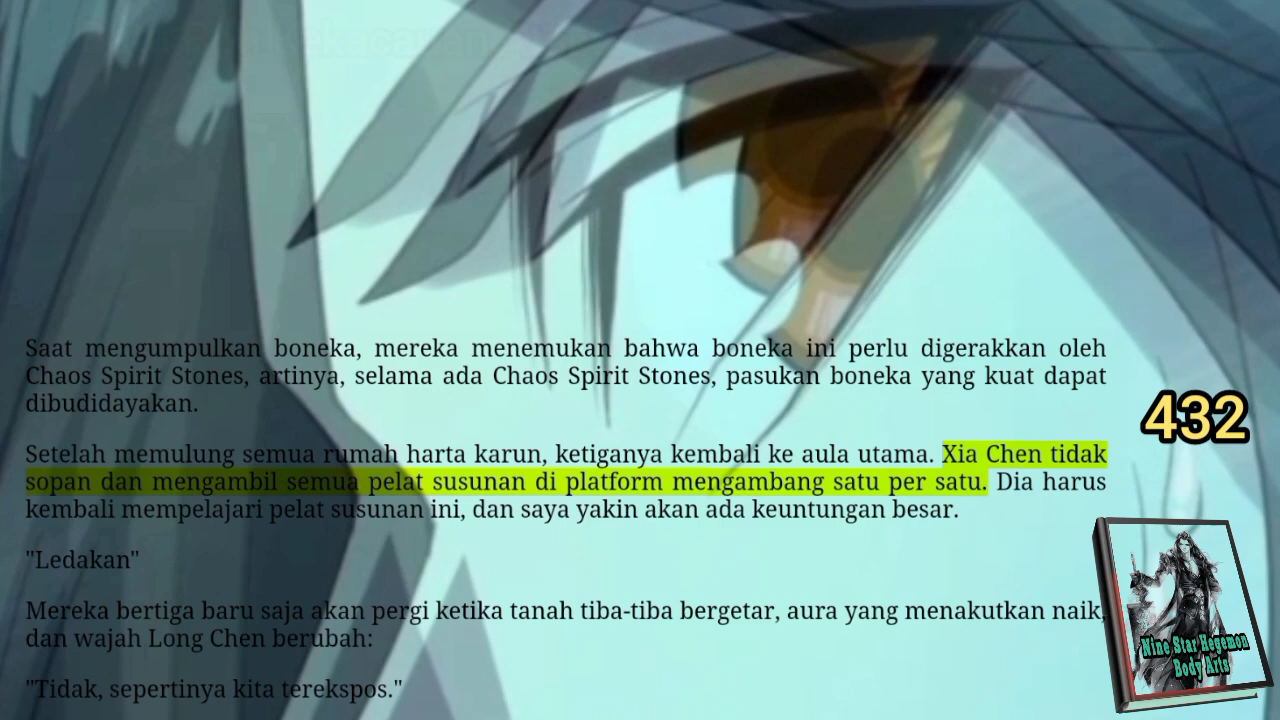 Saat mengumpulkan boneka, mereka menemukan bahwa boneka ini perlu digerakkan oleh
Chaos Spirit Stones, artinya, selama ada Chaos Spirit Stones, pasukan boneka yang kuat dapat
dibudidayakan.
Setelah memulung semua rumah harta karun, ketiganya kembali ke aula utama. Xia Chen tidak
sopan dan mengambil semua pelat susunan di platform mengambang satu per satu. Dia harus
kembali mempelajari pelat susunan ini, dan saya yakin akan ada keuntungan besar.
"Ledakan"
Mereka bertiga baru saja akan pergi ketika tanah tiba-tiba bergetar, aura yang menakutkan naik,
dan wajah Long Chen berubah:
"Tidak, sepertinya kita terekspos."
432
Nine Star Hegemon
Body Arts